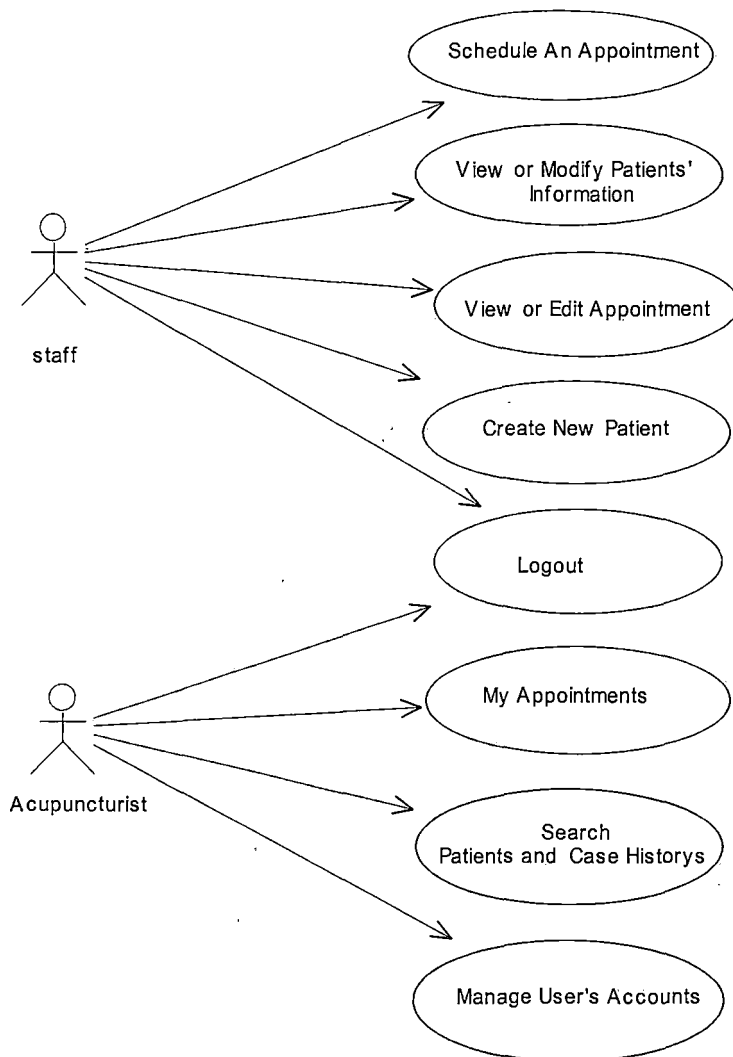 Schedule An Appointment
View or Modify Patients'
Information
View or Edit Appointment
staff
Create New Patient
Logout
My Appointments
Acupuncturist
Search
Patients and Case Historys
Manage User's Accounts